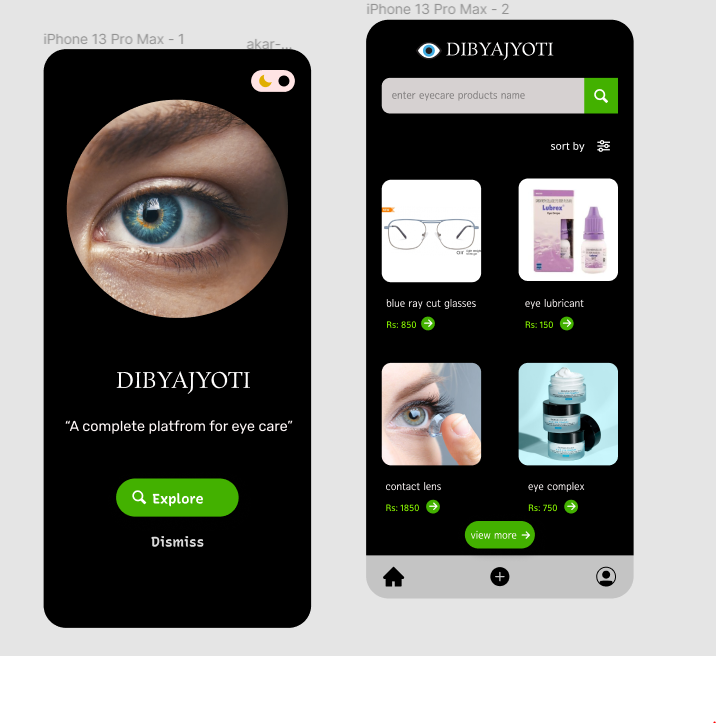 iPhone 13 Pro Max - 1
akar-...
DIBYAJYOTI
“A complete platfrom for eye care”
Explore
Dismiss
iPhone 13 Pro Max - 2
DIBYAJYOTI
enter eyecare products name
sort by
Lubrex
blue ray cut glasses
eye lubricant
Rs: 850
Rs: 150
contact lens
eye complex
Rs: 1850
Rs: 750
view more